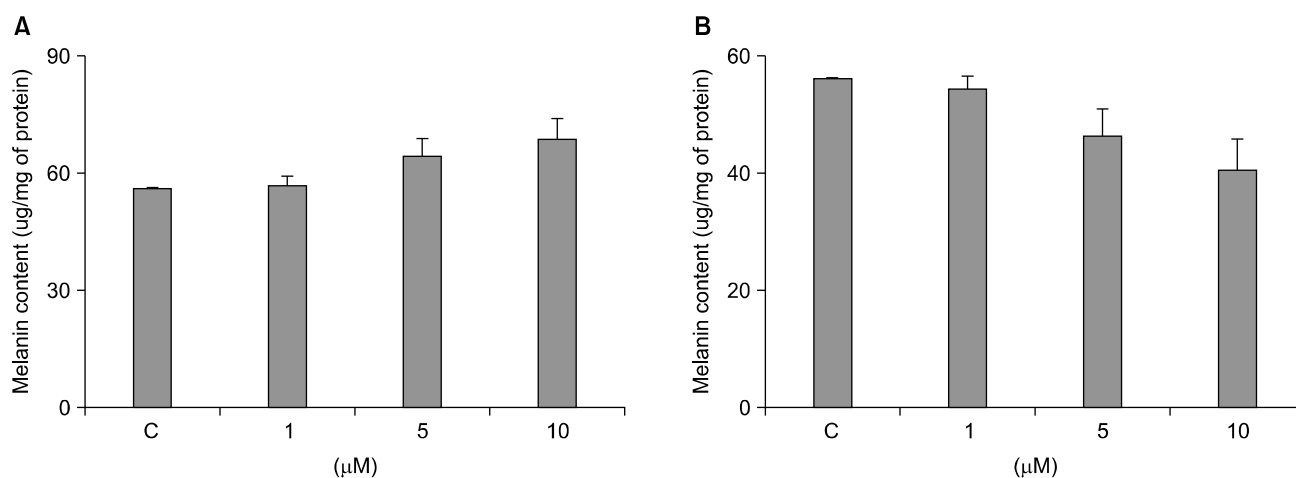 A
Melanin content (ug/mg of protein)
90
60
30
0
C 1 5 10
(μM)
B
Melanin content (ug/mg of protein)
60
40
20
0
C 1 5 10
(μM)